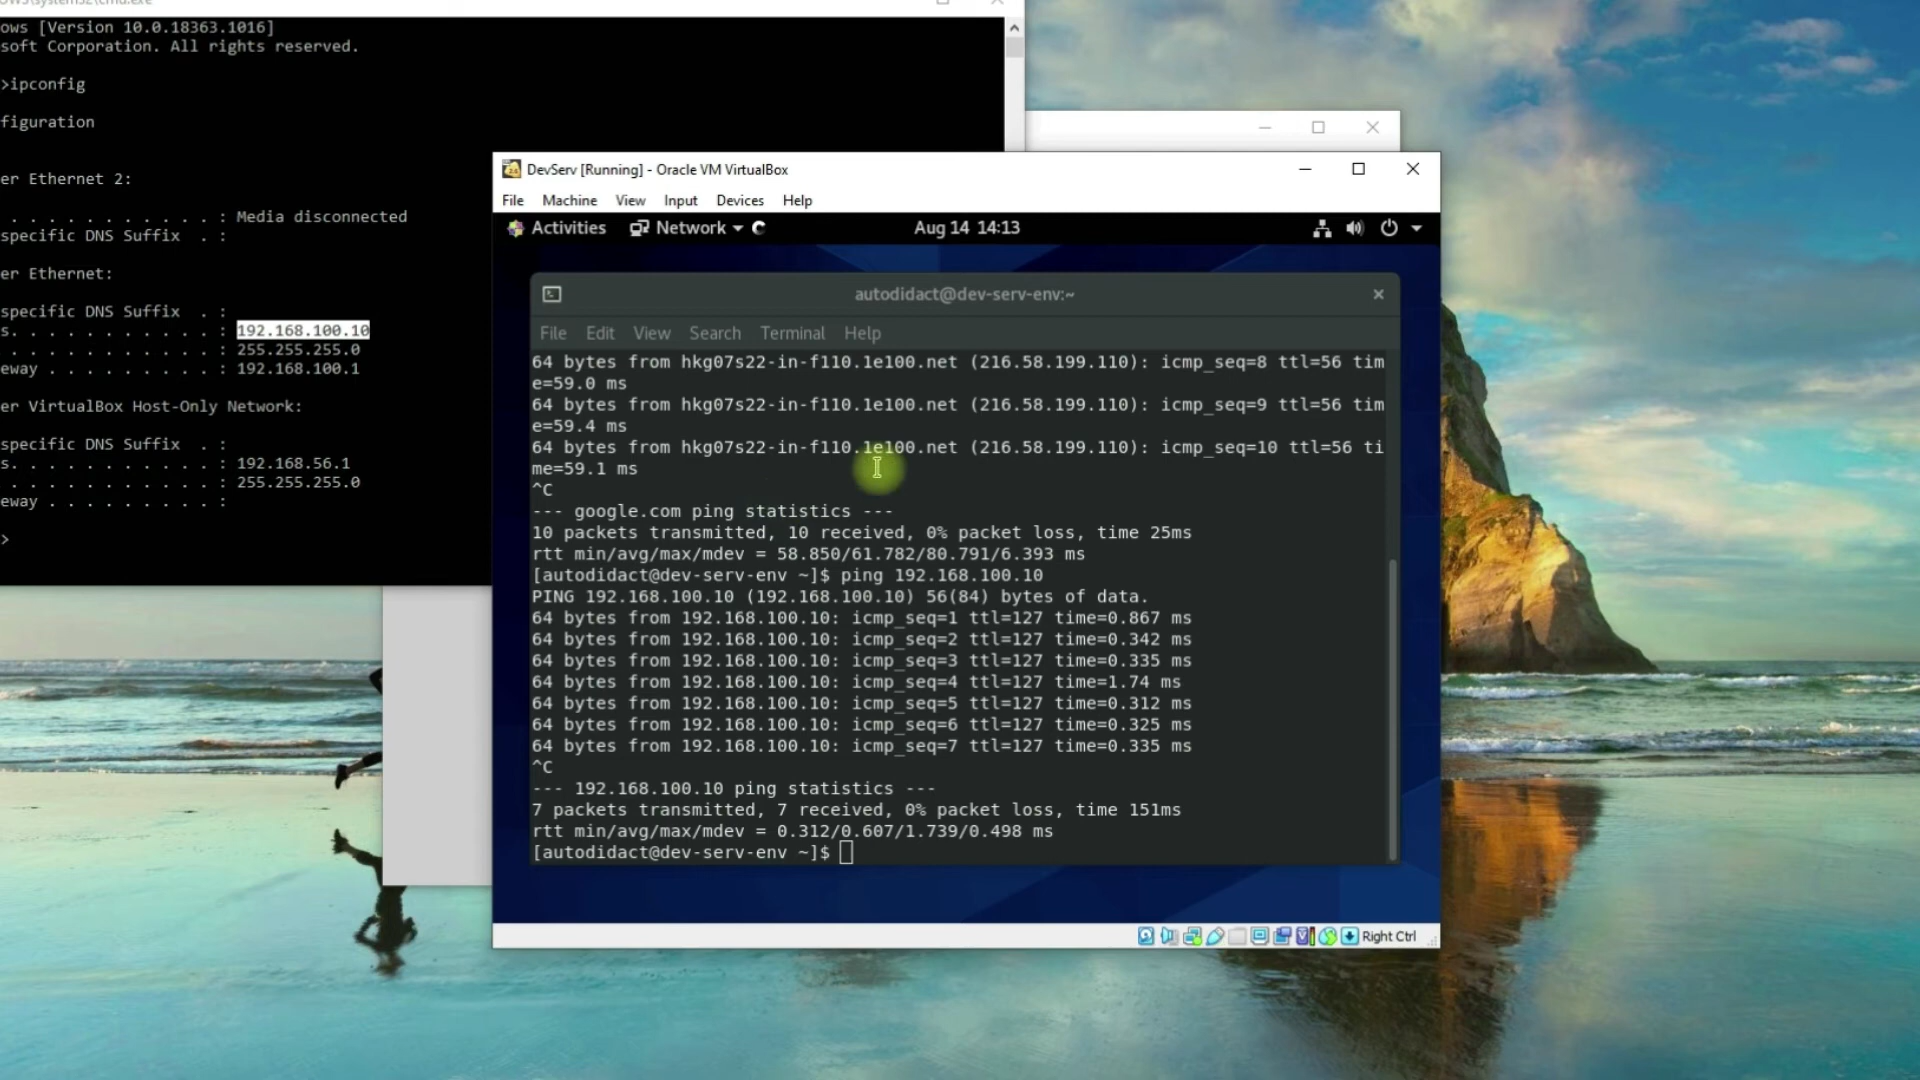 ows [Version 10.0.18363.1016]
soft Corporation. All rights reserved.
>ipconfig
figuration
er Ethernet 2:
. . . . . . . . . . . : Media disconnected
specific DNS Suffix  . :
er Ethernet:
specific DNS Suffix  . :
s. . . . . . . . . . . : 192.168.100.10
. . . . . . . . . . . : 255.255.255.0
eway . . . . . . . . . : 192.168.100.1
er VirtualBox Host-Only Network:
specific DNS Suffix  . :
s. . . . . . . . . . . : 192.168.56.1
. . . . . . . . . . . : 255.255.255.0
eway . . . . . . . . . :
>
DevServ [Running] - Oracle VM VirtualBox
File Machine View Input Devices Help
Activities Network Aug 14 14:13
autodidact@dev-serv-env:~
File Edit View Search Terminal Help
64 bytes from hkg07s22-in-f110.1e100.net (216.58.199.110): icmp_seq=8 ttl=56 tim
e=59.0 ms
64 bytes from hkg07s22-in-f110.1e100.net (216.58.199.110): icmp_seq=9 ttl=56 tim
e=59.4 ms
64 bytes from hkg07s22-in-f110.1e100.net (216.58.199.110): icmp_seq=10 ttl=56 ti
me=59.1 ms
^C
--- google.com ping statistics ---
10 packets transmitted, 10 received, 0% packet loss, time 25ms
rtt min/avg/max/mdev = 58.850/61.782/80.791/6.393 ms
[autodidact@dev-serv-env ~]$ ping 192.168.100.10
PING 192.168.100.10 (192.168.100.10) 56(84) bytes of data.
64 bytes from 192.168.100.10: icmp_seq=1 ttl=127 time=0.867 ms
64 bytes from 192.168.100.10: icmp_seq=2 ttl=127 time=0.342 ms
64 bytes from 192.168.100.10: icmp_seq=3 ttl=127 time=0.335 ms
64 bytes from 192.168.100.10: icmp_seq=4 ttl=127 time=1.74 ms
64 bytes from 192.168.100.10: icmp_seq=5 ttl=127 time=0.312 ms
64 bytes from 192.168.100.10: icmp_seq=6 ttl=127 time=0.325 ms
64 bytes from 192.168.100.10: icmp_seq=7 ttl=127 time=0.335 ms
^C
--- 192.168.100.10 ping statistics ---
7 packets transmitted, 7 received, 0% packet loss, time 151ms
rtt min/avg/max/mdev = 0.312/0.607/1.739/0.498 ms
[autodidact@dev-serv-env ~]$
Right Ctrl